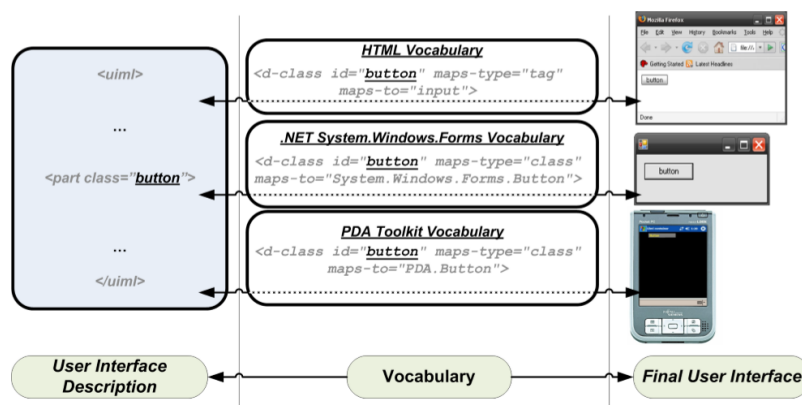 <uiml>
...
<part class="button">
...
</uiml>
HTML Vocabulary
<d-class id="button" maps-type="tag"
maps-to="input">
.NET System.Windows.Forms Vocabulary
<d-class id="button" maps-type="class"
maps-to="System.Windows.Forms.Button">
PDA Toolkit Vocabulary
<d-class id="button" maps-type="class"
maps-to="PDA.Button">
Mozilla Firefox
File Edit View History Bookmarks Tools Help
file://
Getting Started Latest Headlines
button
Done
button
User Interface
Description
Vocabulary
Final User Interface